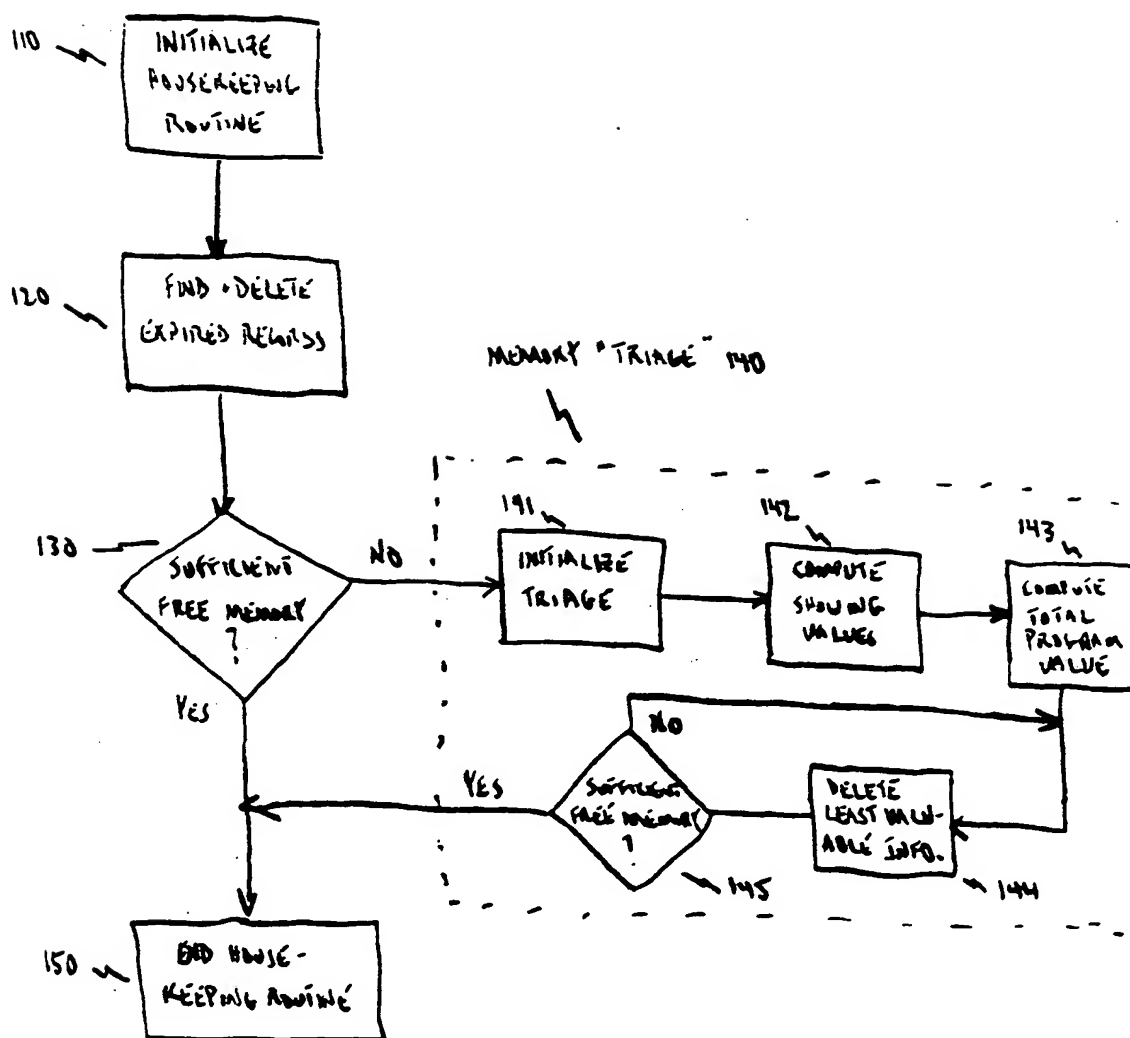 110
INITIALIZE
HOUSEKEEPING
ROUTINE
120
FIND + DELETE
EXPIRED RECORDS
MEMORY "TRIAGE" 140
130
SUFFICIENT
FREE MEMORY
?
NO
YES
141
INITIALIZE
TRIAGE
142
COMPUTE
SHOWING
VALUES
143
COMPUTE
TOTAL
PROGRAM
VALUE
NO
YES
SUFFICIENT
FREE MEMORY
?
145
DELETE
LEAST VALU-
ABLE INFO.
144
150
END HOUSE-
KEEPING ROUTINE